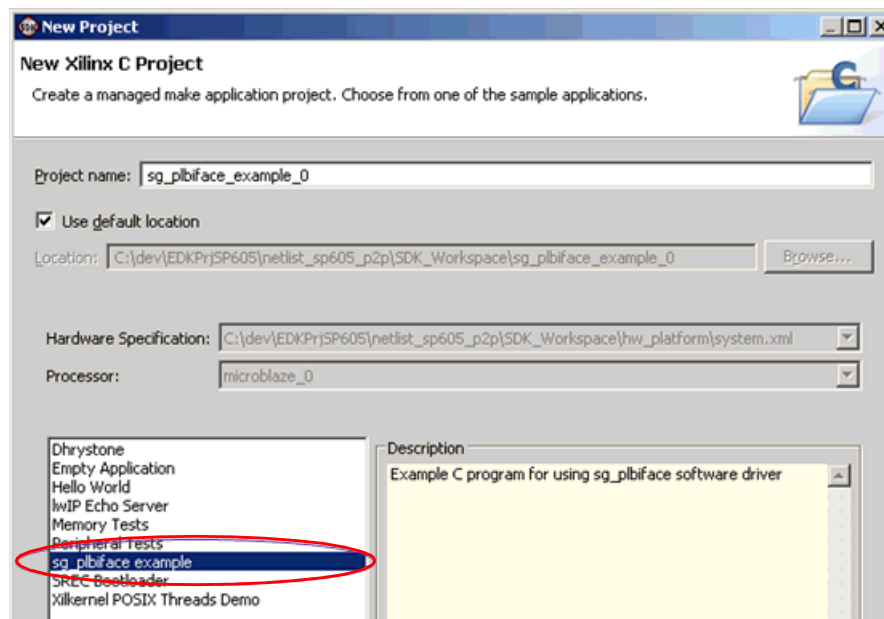 New Project
New Xilinx C Project
Create a managed make application project. Choose from one of the sample applications.
Project name: sg_plbiface_example_0
Use default location
Location: C:\dev\EDKPrjSP605\netlist_sp605_p2p\SDK_Workspace\sg_plbiface_example_0 Browse...
Hardware Specification: C:\dev\EDKPrjSP605\netlist_sp605_p2p\SDK_Workspace\hw_platform\system.xml
Processor: microblaze_0
Dhrystone
Empty Application
Hello World
lwIP Echo Server
Memory Tests
Peripheral Tests
sg_plbiface example
SREC Bootloader
Xilkernel POSIX Threads Demo
Description
Example C program for using sg_plbiface software driver